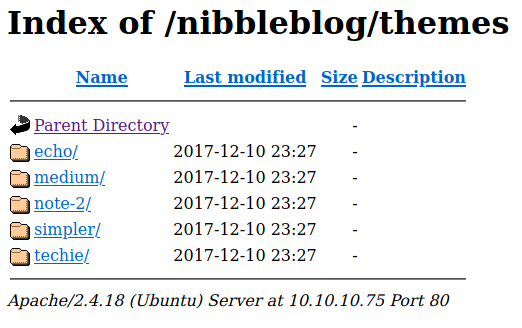 Index of /nibbleblog/themes
Name Last modified Size Description
Parent Directory -
echo/ 2017-12-10 23:27 -
medium/ 2017-12-10 23:27 -
note-2/ 2017-12-10 23:27 -
simpler/ 2017-12-10 23:27 -
techie/ 2017-12-10 23:27 -
Apache/2.4.18 (Ubuntu) Server at 10.10.10.75 Port 80